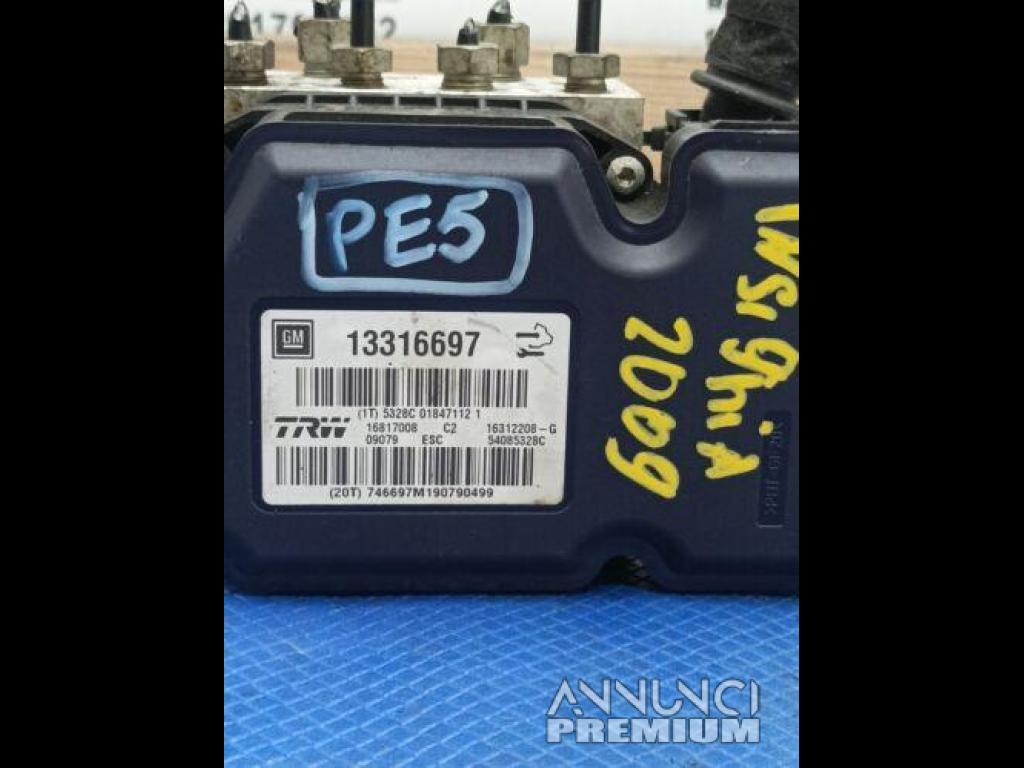 PE5
GM 13316697
(1T) 5328C 01847112 1
TRW 16817008 C2 16312208-G
09079 ESC 54085328C
(20T) 746697M190790499
INSIghiA
2009
ANNUNCI
PREMIUM